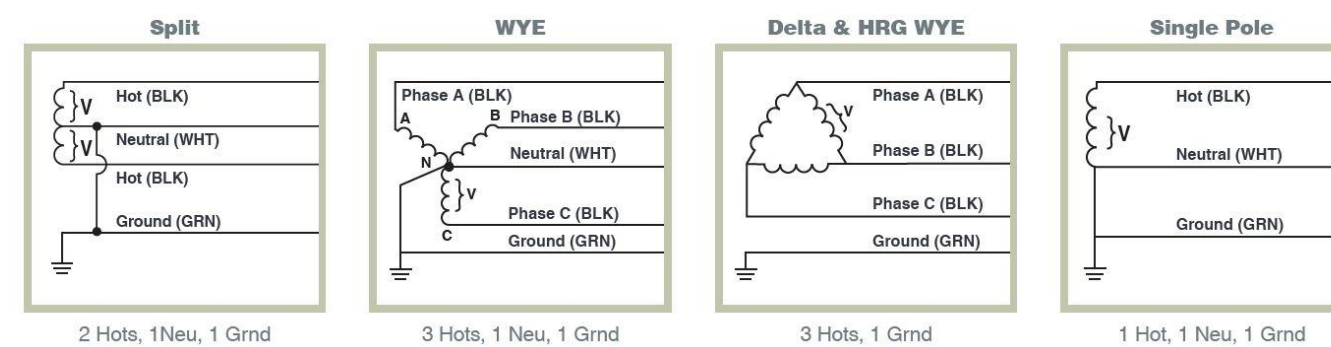 Split
V
Hot (BLK)
Neutral (WHT)
V
Hot (BLK)
Ground (GRN)
2 Hots, 1Neu, 1 Grnd
WYE
Phase A (BLK)
A
B Phase B (BLK)
N
Neutral (WHT)
V
Phase C (BLK)
C
Ground (GRN)
3 Hots, 1 Neu, 1 Grnd
Delta & HRG WYE
Phase A (BLK)
V
Phase B (BLK)
Phase C (BLK)
Ground (GRN)
3 Hots, 1 Grnd
Single Pole
Hot (BLK)
V
Neutral (WHT)
Ground (GRN)
1 Hot, 1 Neu, 1 Grnd